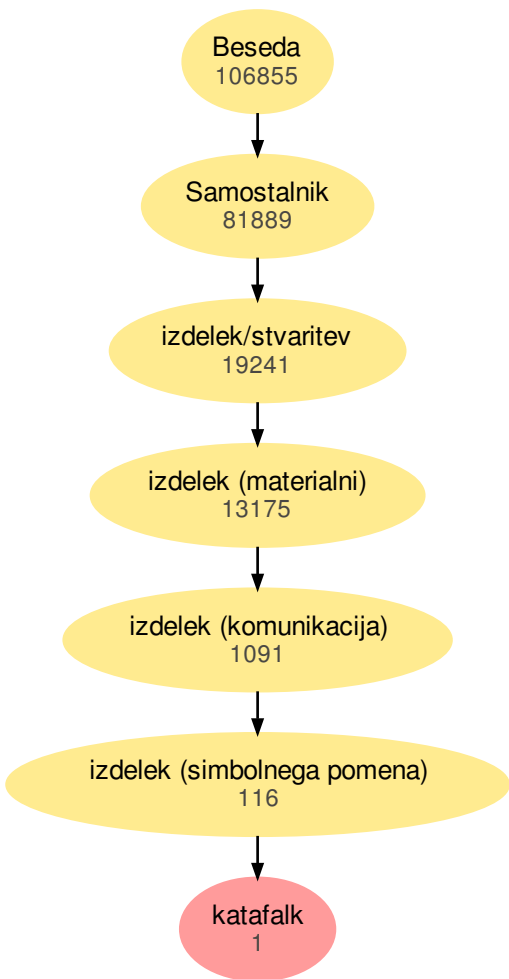 Beseda
106855
Samostalnik
81889
izdelek/stvaritev
19241
izdelek (materialni)
13175
izdelek (komunikacija)
1091
izdelek (simbolnega pomena)
116
katafalk
1